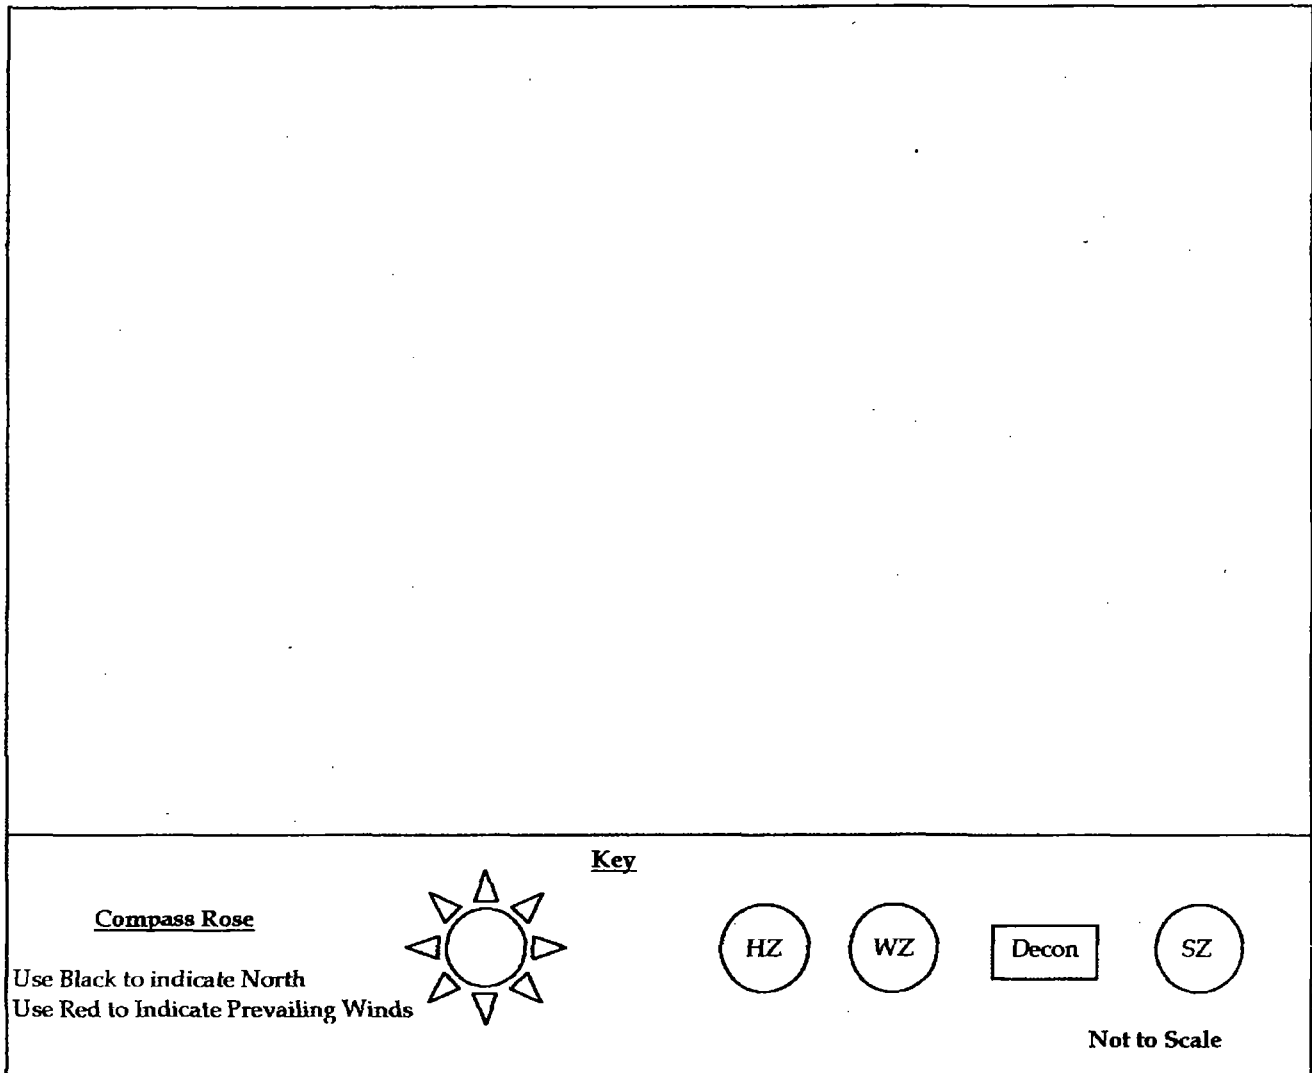 Key
Compass Rose
Use Black to indicate North
Use Red to Indicate Prevailing Winds
HZ
WZ
Decon
SZ
Not to Scale